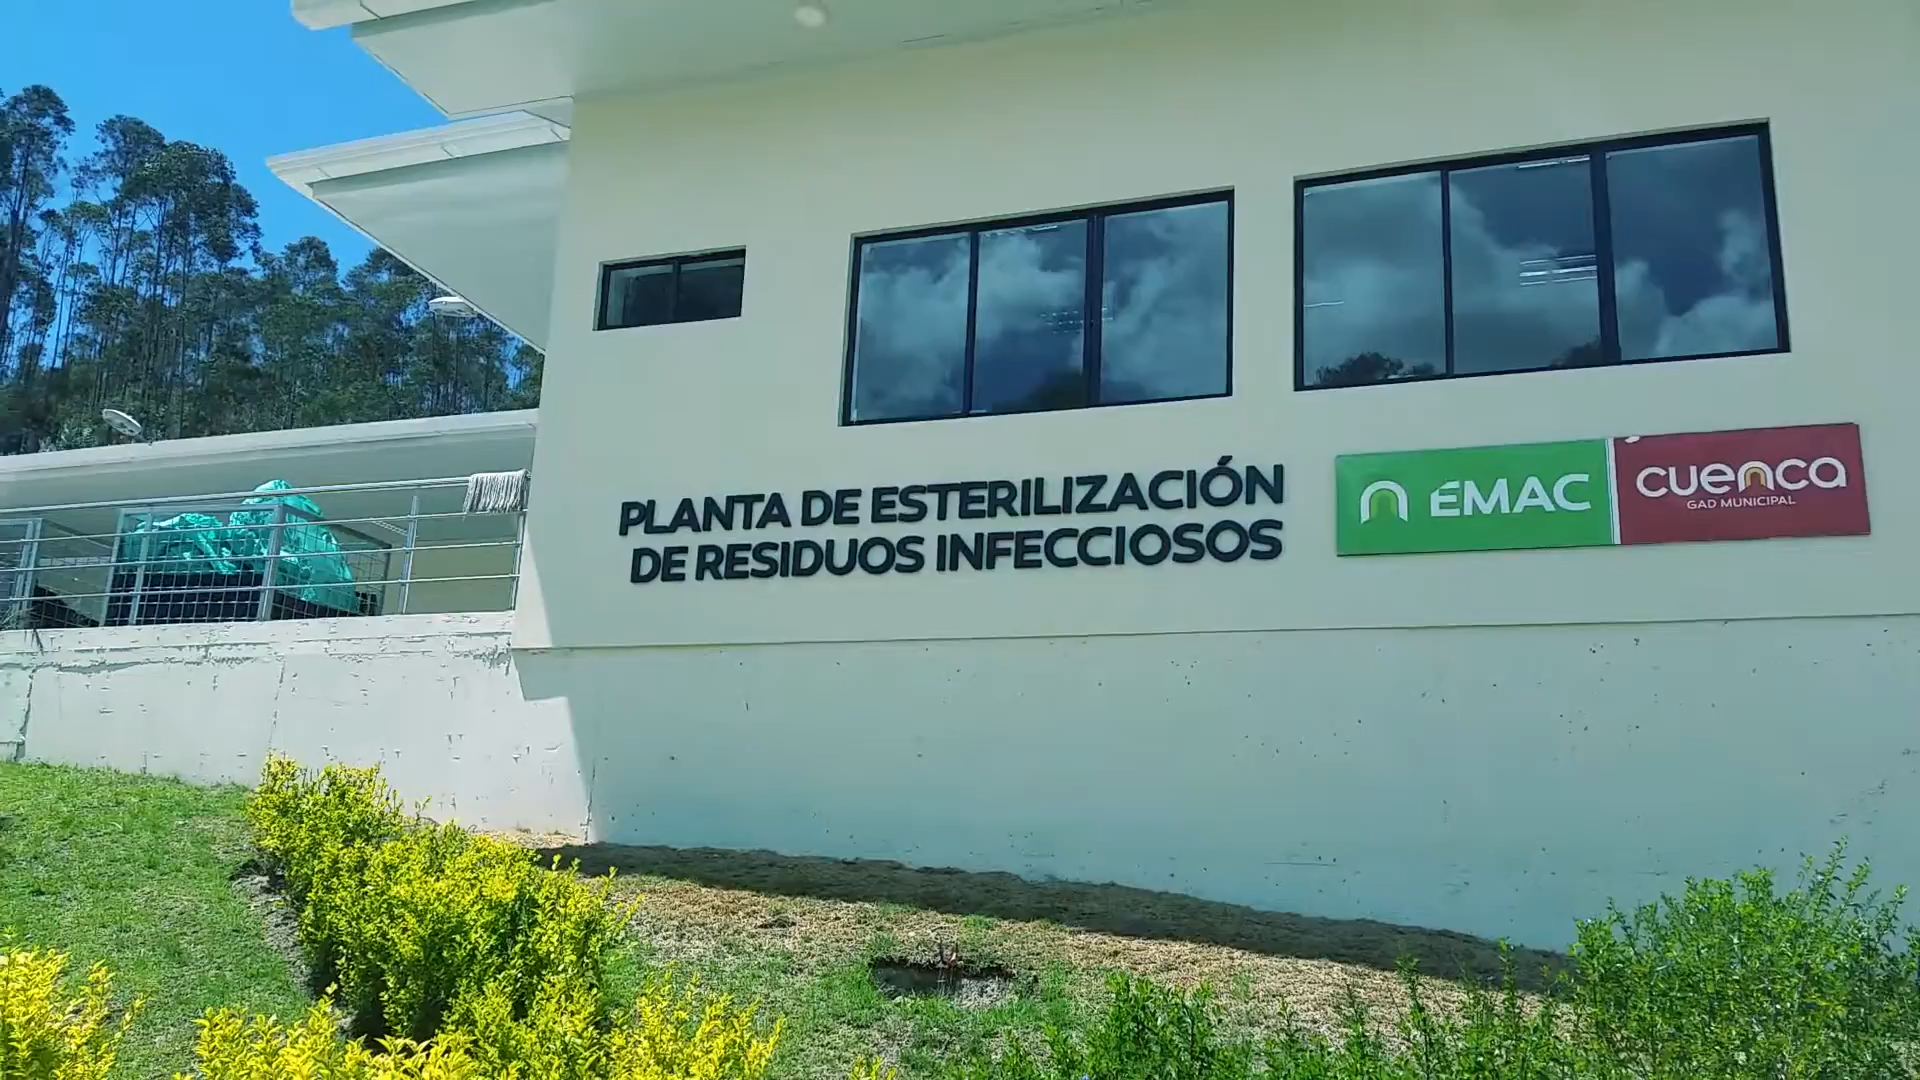 PLANTA DE ESTERILIZACIÓN
DE RESIDUOS INFECCIOSOS
EMAC
CUENCA
GAD MUNICIPAL